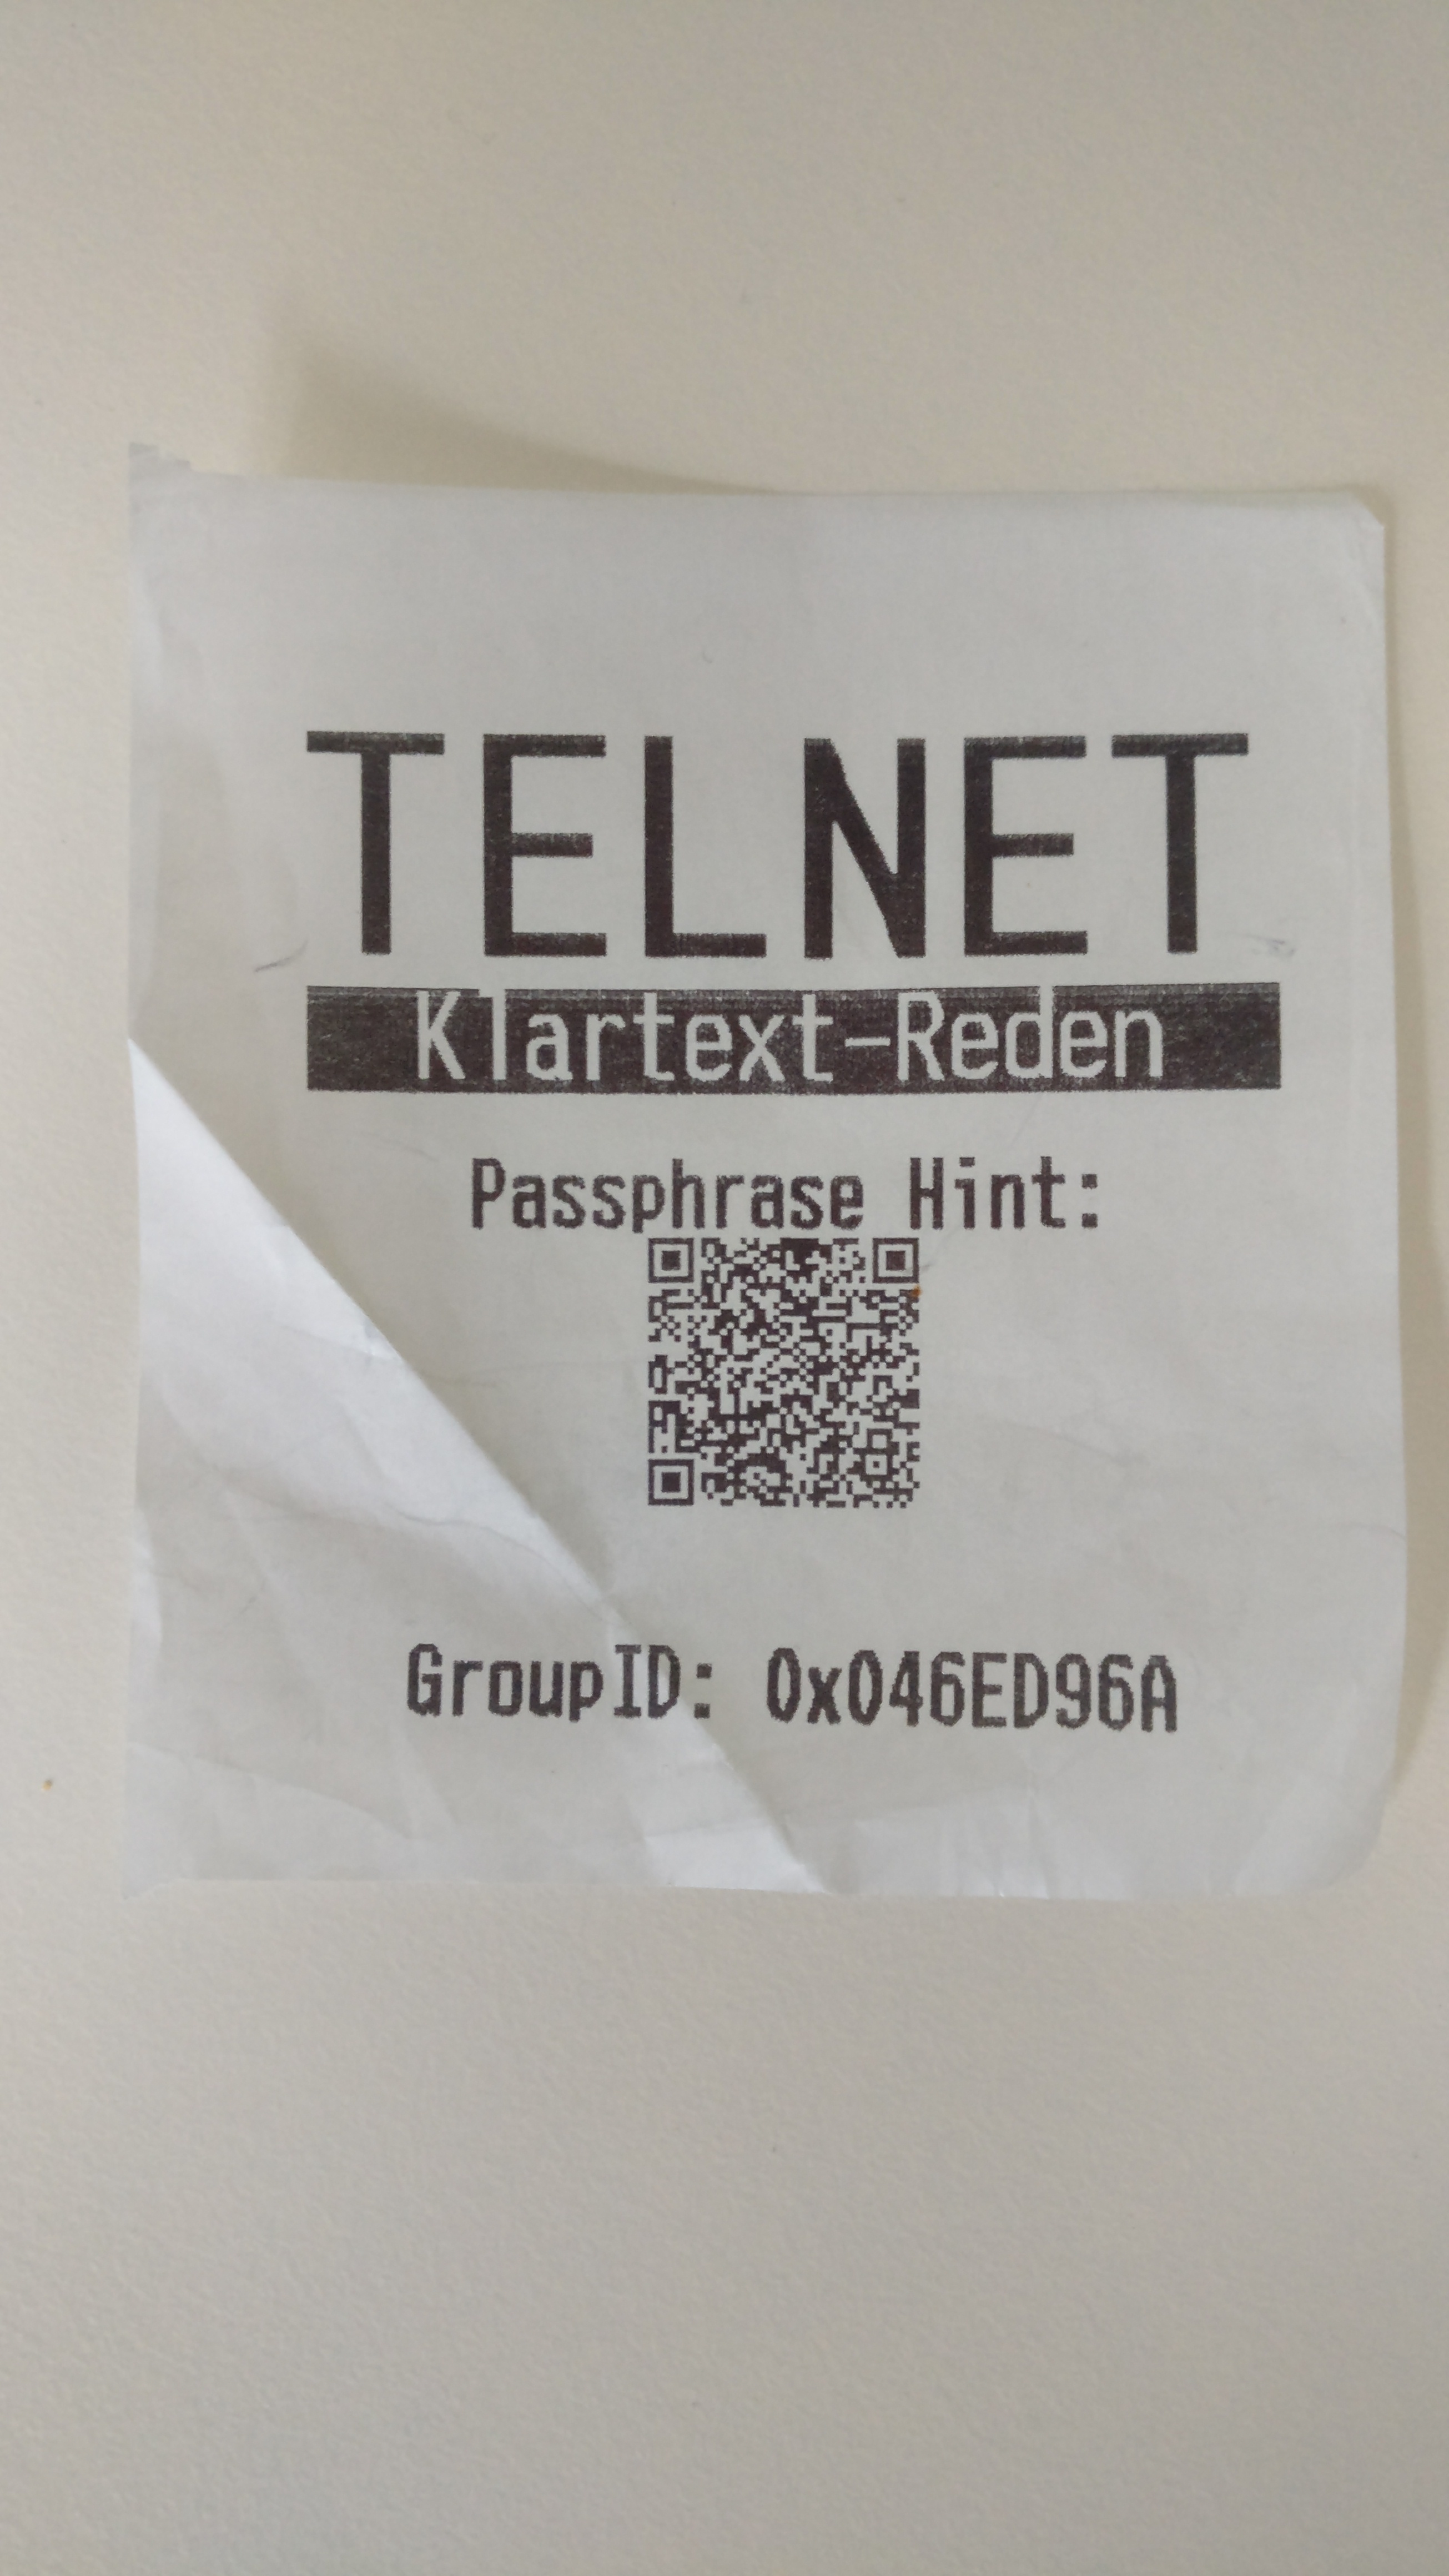 TELNET
Klartext-Reden
Passphrase Hint:
GroupID: 0x046ED96A